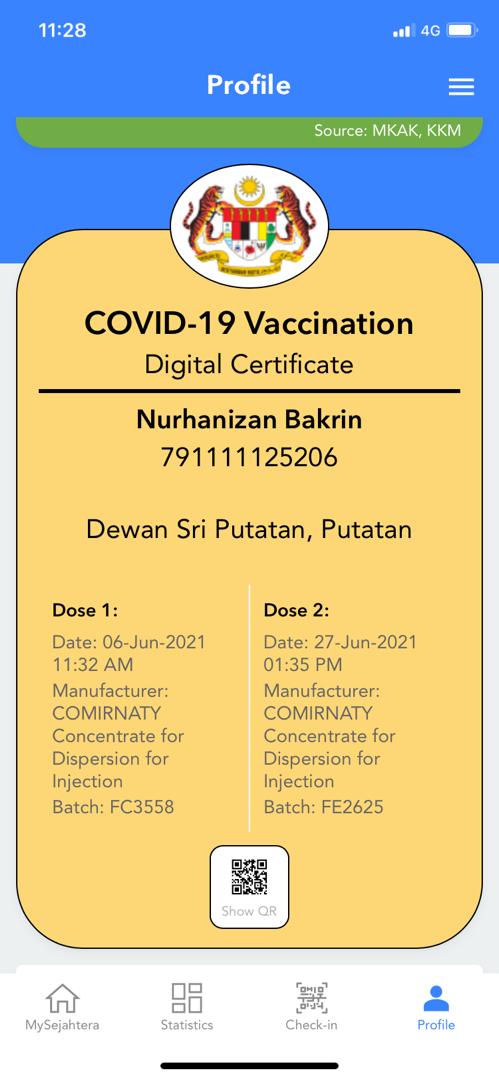 11:28
4G
Profile
Source: MKAK, KKM
COVID-19 Vaccination
Digital Certificate
Nurhanizan Bakrin
791111125206
Dewan Sri Putatan, Putatan
Dose 1:
Date: 06-Jun-2021
11:32 AM
Manufacturer:
COMIRNATY
Concentrate for
Dispersion for
Injection
Batch: FC3558
Dose 2:
Date: 27-Jun-2021
01:35 PM
Manufacturer:
COMIRNATY
Concentrate for
Dispersion for
Injection
Batch: FE2625
Show QR
MySejahtera
Statistics
Check-in
Profile